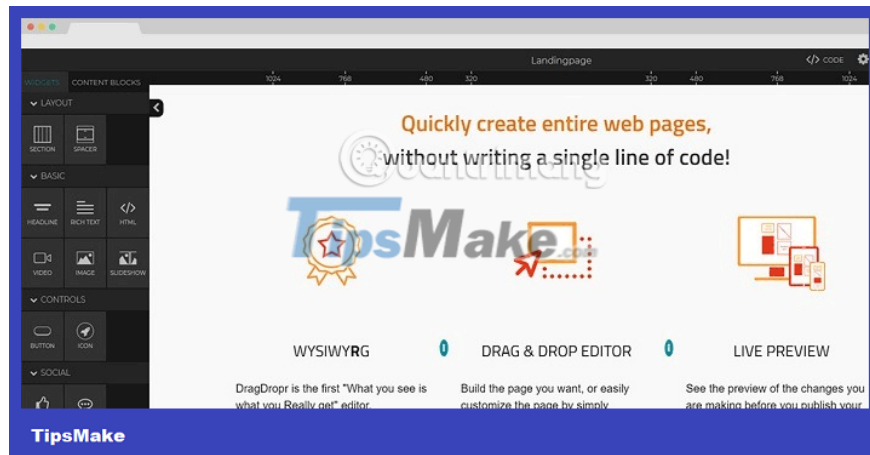 Landingpage
</> CODE
1024 768 480 320 320 480 768 1024
WIDGETS CONTENT BLOCKS
LAYOUT
SECTION SPACER
BASIC
HEADLINE RICH TEXT HTML
VIDEO IMAGE SLIDESHOW
CONTROLS
BUTTON ICON
SOCIAL
Quickly create entire web pages,
without writing a single line of code!
quantrimang
TipsMake.com
WYSIWYRG
DRAG & DROP EDITOR
LIVE PREVIEW
DragDropr is the first "What you see is
what you Really get" editor.
Build the page you want, or easily
customize the page by simply
See the preview of the changes you
are making before you publish your
TipsMake